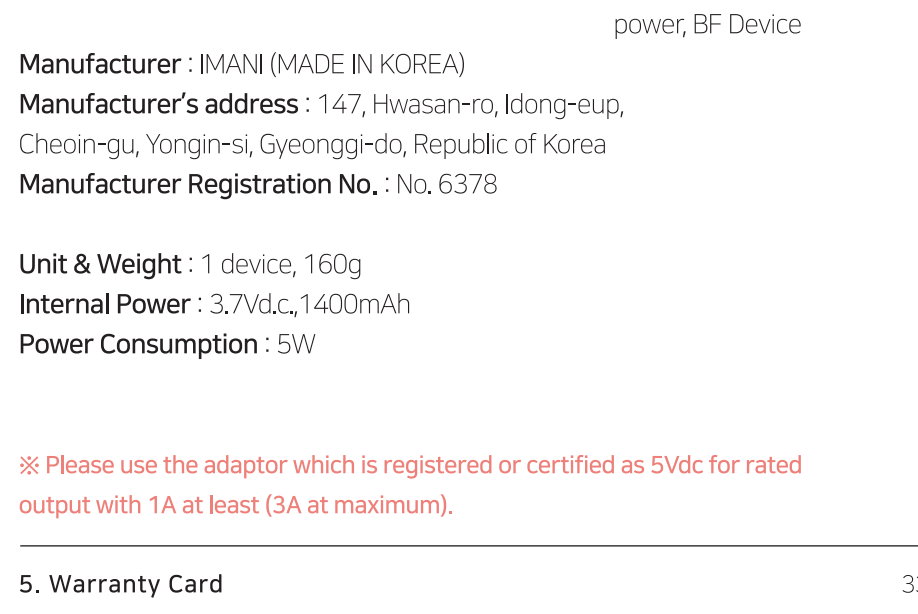 power, BF Device
Manufacturer : IMANI (MADE IN KOREA)
Manufacturer's address : 147, Hwasan-ro, Idong-eup,
Cheoin-gu, Yongin-si, Gyeonggi-do, Republic of Korea
Manufacturer Registration No. : No. 6378
Unit & Weight : 1 device, 160g
Internal Power : 3.7Vd.c.,1400mAh
Power Consumption : 5W
※ Please use the adaptor which is registered or certified as 5Vdc for rated
output with 1A at least (3A at maximum).
5. Warranty Card